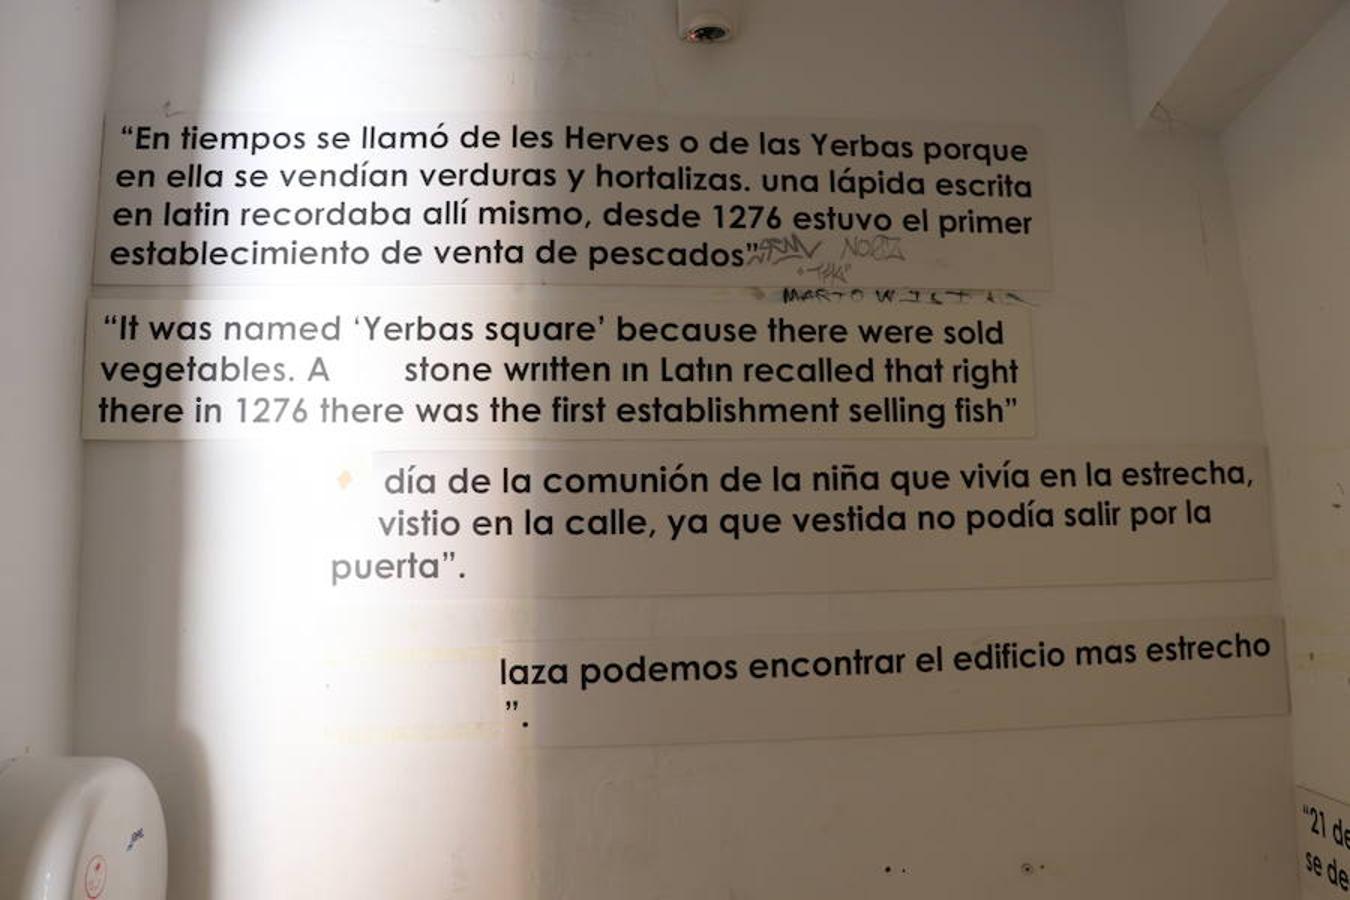 “En tiempos se llamó de les Herves o de las Yerbas porque
en ella se vendían verduras y hortalizas. una lápida escrita
en latin recordaba allí mismo, desde 1276 estuvo el primer
establecimiento de venta de pescados”
“It was named ‘Yerbas square’ because there were sold
vegetables. A stone written in Latin recalled that right
there in 1276 there was the first establishment selling fish”
día de la comunión de la niña que vivía en la estrecha,
vistio en la calle, ya que vestida no podía salir por la
puerta”.
laza podemos encontrar el edificio mas estrecho
”.
“21 de
se de